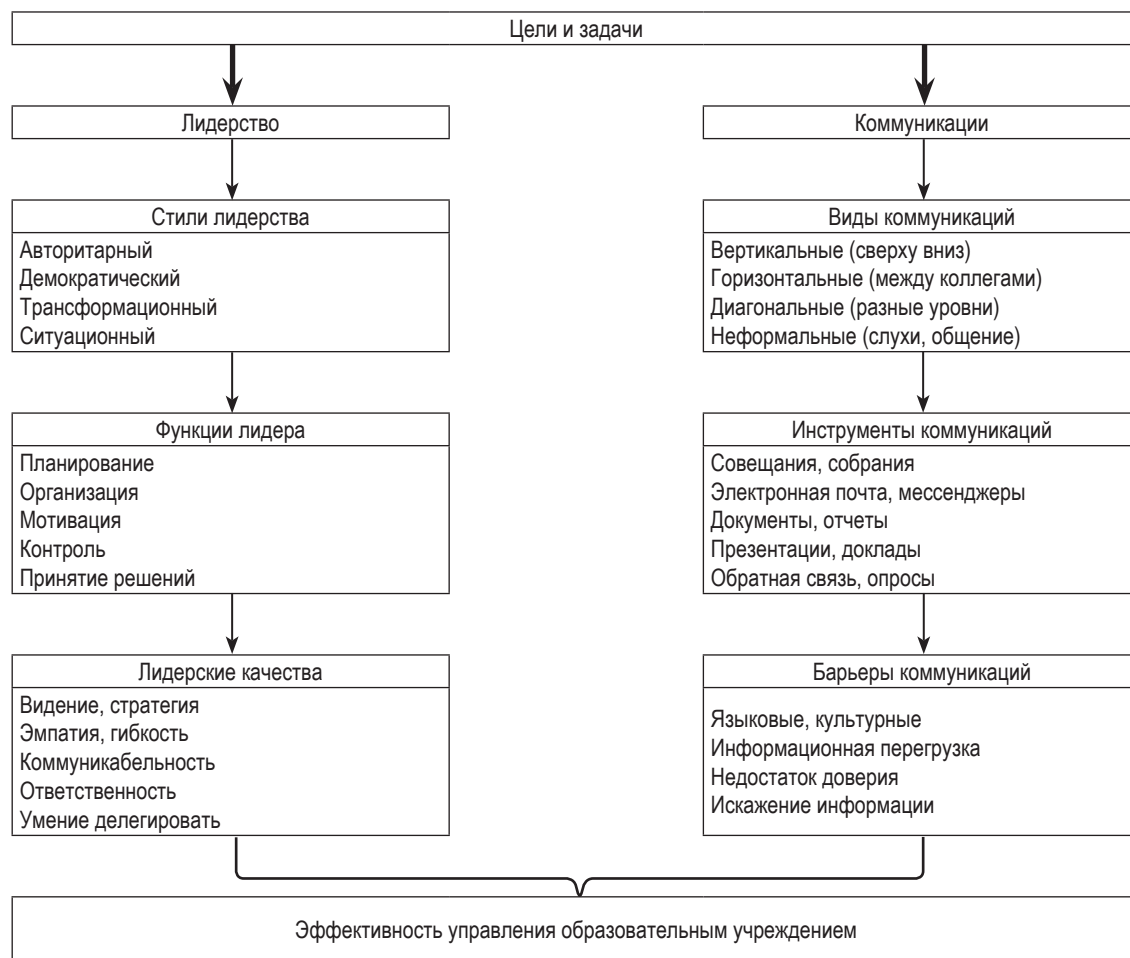 Цели и задачи
Лидерство
Стили лидерства
Авторитарный
Демократический
Трансформационный
Ситуационный
Функции лидера
Планирование
Организация
Мотивация
Контроль
Принятие решений
Лидерские качества
Видение, стратегия
Эмпатия, гибкость
Коммуникабельность
Ответственность
Умение делегировать
Коммуникации
Виды коммуникаций
Вертикальные (сверху вниз)
Горизонтальные (между коллегами)
Диагональные (разные уровни)
Неформальные (слухи, общение)
Инструменты коммуникаций
Совещания, собрания
Электронная почта, мессенджеры
Документы, отчеты
Презентации, доклады
Обратная связь, опросы
Барьеры коммуникаций
Языковые, культурные
Информационная перегрузка
Недостаток доверия
Искажение информации
Эффективность управления образовательным учреждением